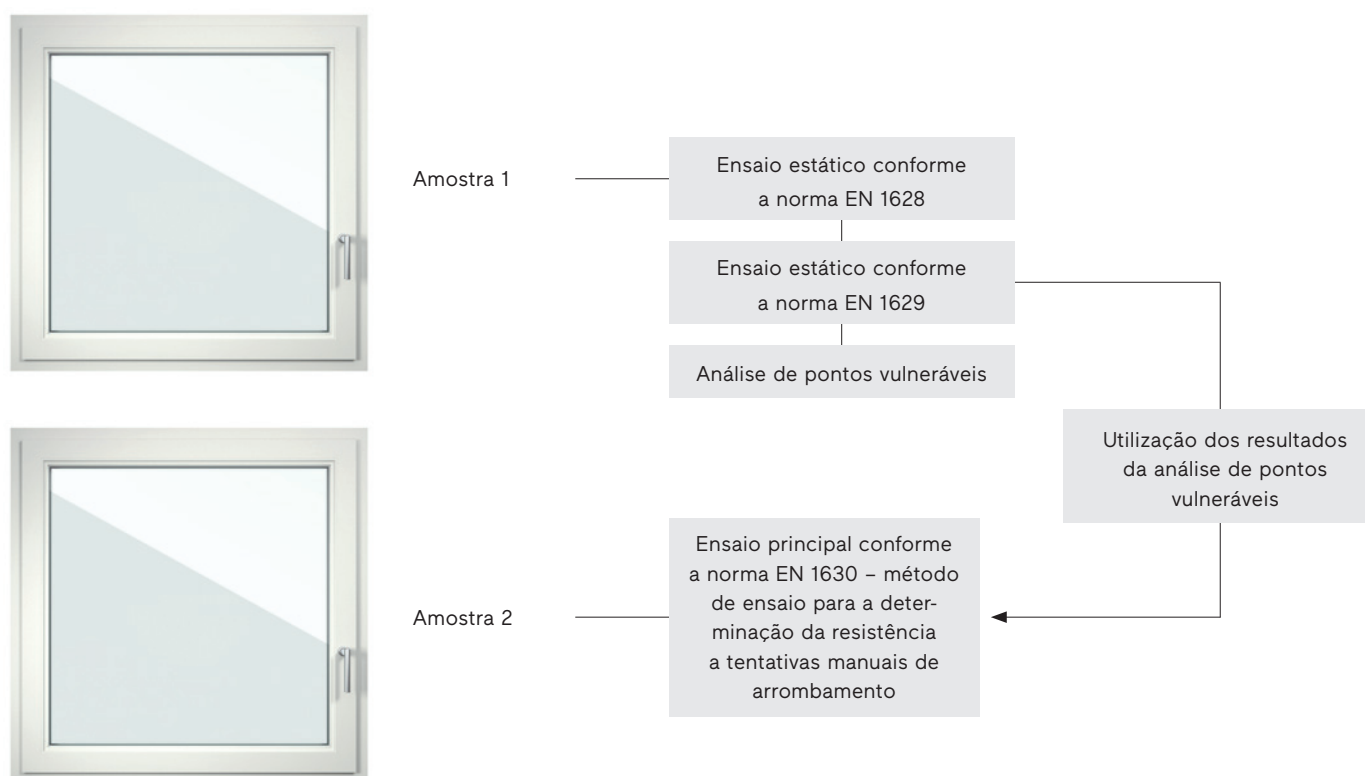 Amostra 1
Ensaio estático conforme
a norma EN 1628
Ensaio estático conforme
a norma EN 1629
Análise de pontos vulneráveis
Utilização dos resultados
da análise de pontos
vulneráveis
Amostra 2
Ensaio principal conforme
a norma EN 1630 – método
de ensaio para a deter-
minação da resistência
a tentativas manuais de
arrombamento